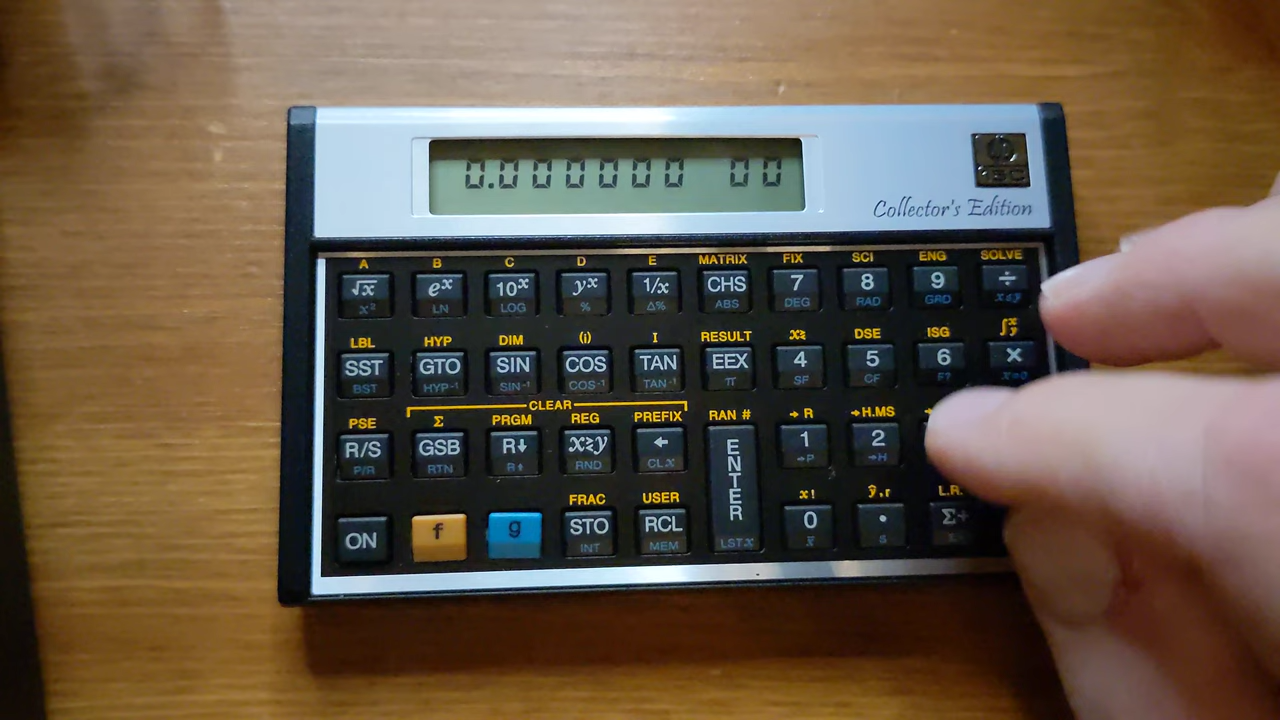 0.000000 00
hp
15C
Collector's Edition
A B C D E MATRIX FIX SCI ENG SOLVE
√x eˣ 10ˣ yˣ 1/x CHS 7 8 9 ÷
x² LN LOG % Δ% ABS DEG RAD GRD x≤y
LBL HYP DIM (i) I RESULT x≷ DSE ISG ∫xy
SST GTO SIN COS TAN EEX 4 5 6 ×
BST HYP⁻¹ SIN⁻¹ COS⁻¹ TAN⁻¹ π SF CF F? x=0
CLEAR
PSE Σ PRGM REG PREFIX RAN # →R →H.MS
R/S GSB R↓ x≷y ← ENTER 1 2
P/R RTN R↑ RND CLx →P →H
FRAC USER x! ŷ,r L.R.
ON f g STO RCL 0 . Σ+
INT MEM LSTx x̄ s